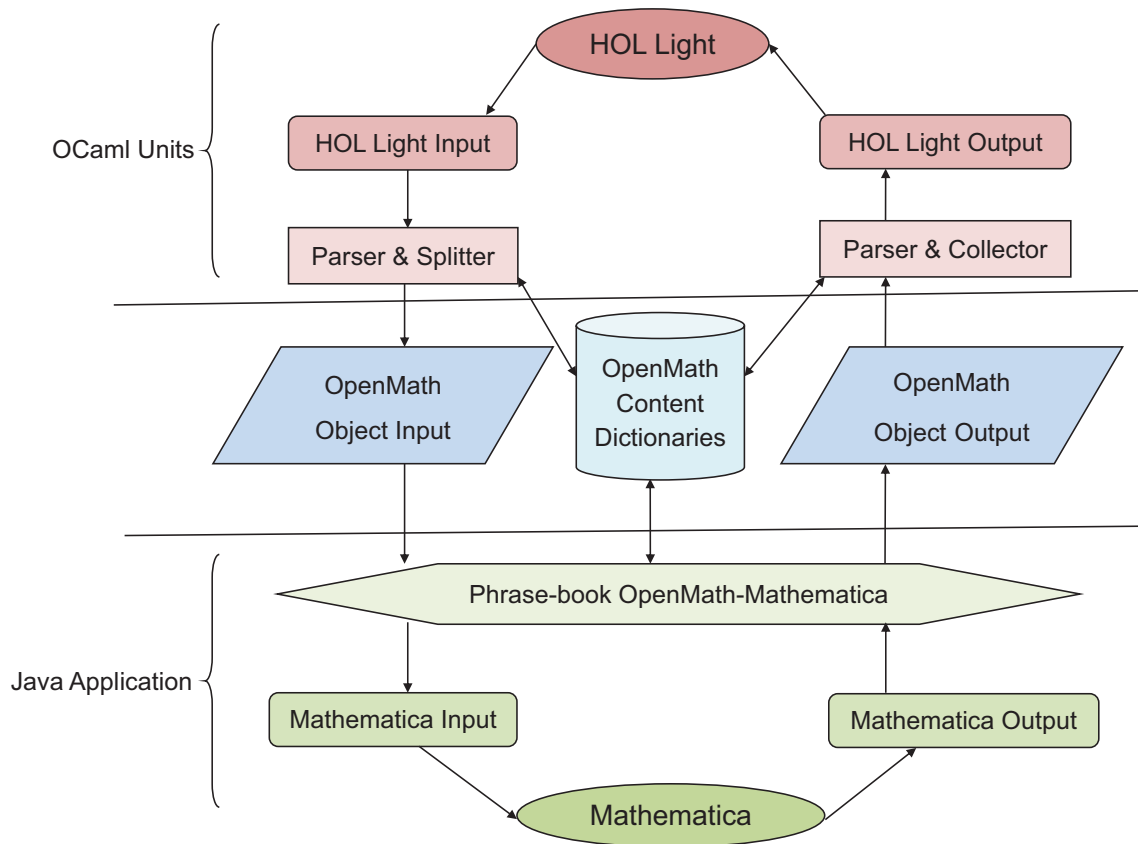 HOL Light
HOL Light Input
HOL Light Output
OCaml Units
Parser & Splitter
Parser & Collector
OpenMath
Object Input
OpenMath
Content
Dictionaries
OpenMath
Object Output
Phrase-book OpenMath-Mathematica
Java Application
Mathematica Input
Mathematica Output
Mathematica